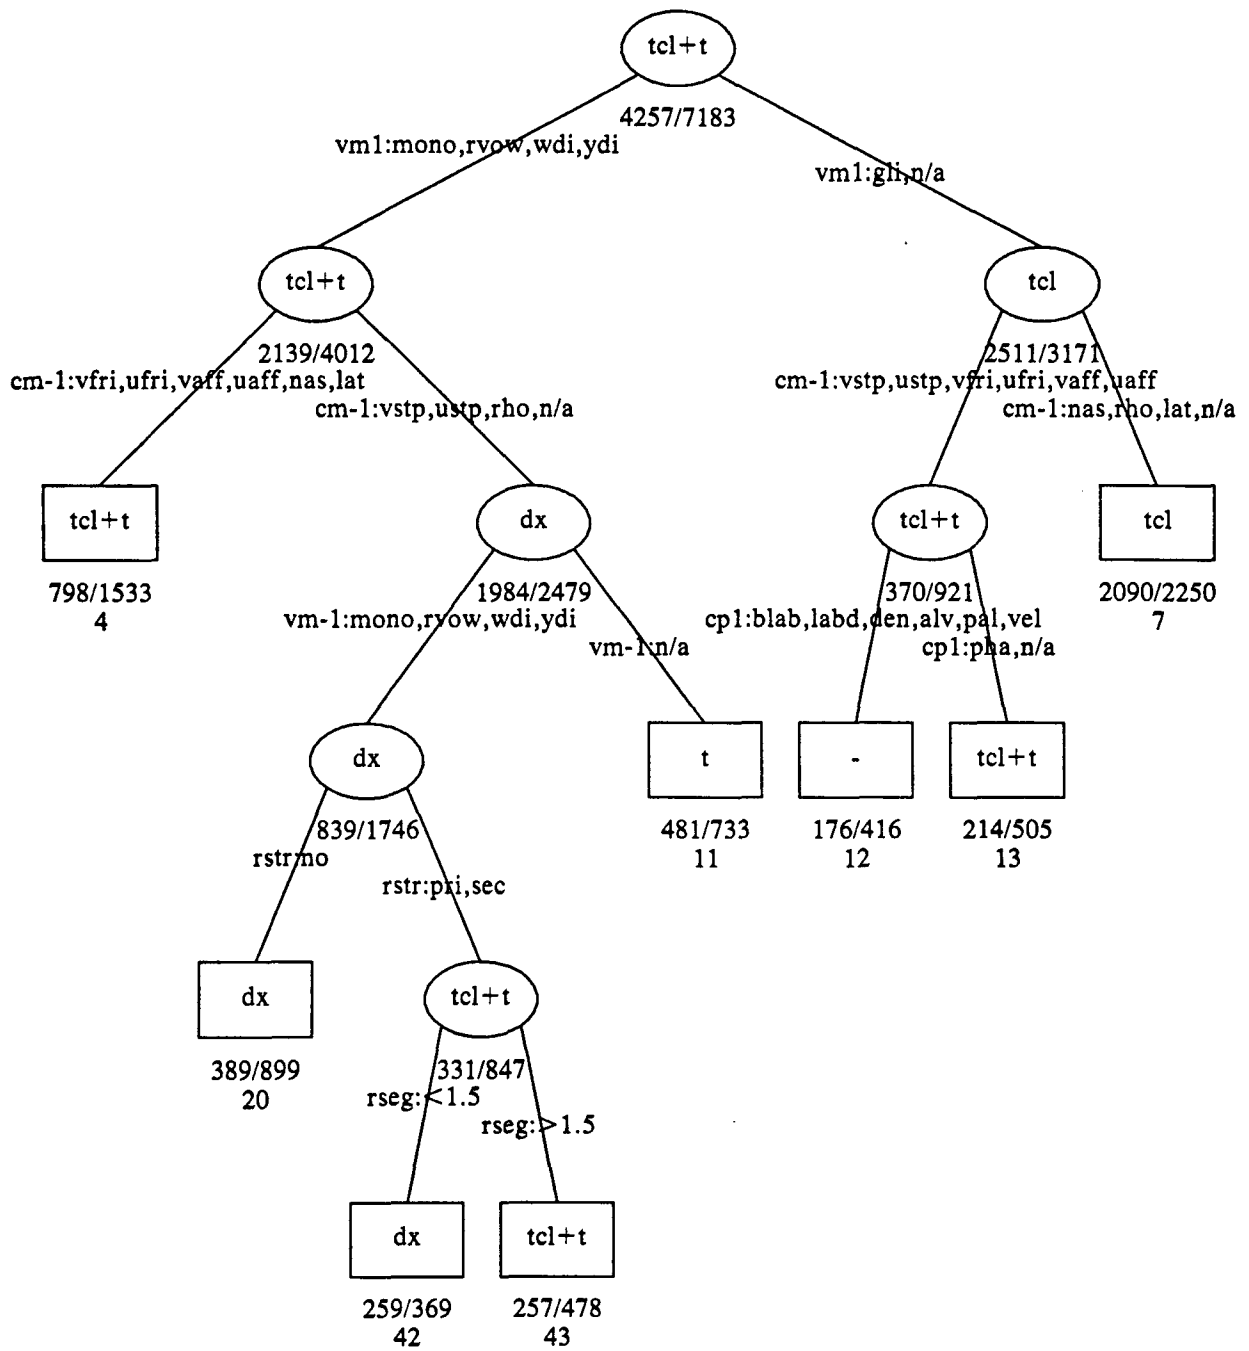 tcl+t
4257/7183
vm1:mono,rvow,wdi,ydi
vm1:gli,n/a
tcl+t
tcl
2139/4012
2511/3171
cm-1:vfri,ufri,vaff,uaff,nas,lat
cm-1:vstp,ustp,vfri,ufri,vaff,uaff
cm-1:vstp,ustp,rho,n/a
cm-1:nas,rho,lat,n/a
tcl+t
dx
tcl+t
tcl
798/1533
4
1984/2479
370/921
2090/2250
7
vm-1:mono,rvow,wdi,ydi
cp1:blab,labd,den,alv,pal,vel
vm-1:n/a
cp1:pha,n/a
dx
t
-
tcl+t
839/1746
481/733
11
176/416
12
214/505
13
rstr:no
rstr:pri,sec
dx
tcl+t
389/899
20
331/847
rseg:<1.5
rseg:>1.5
dx
tcl+t
259/369
42
257/478
43